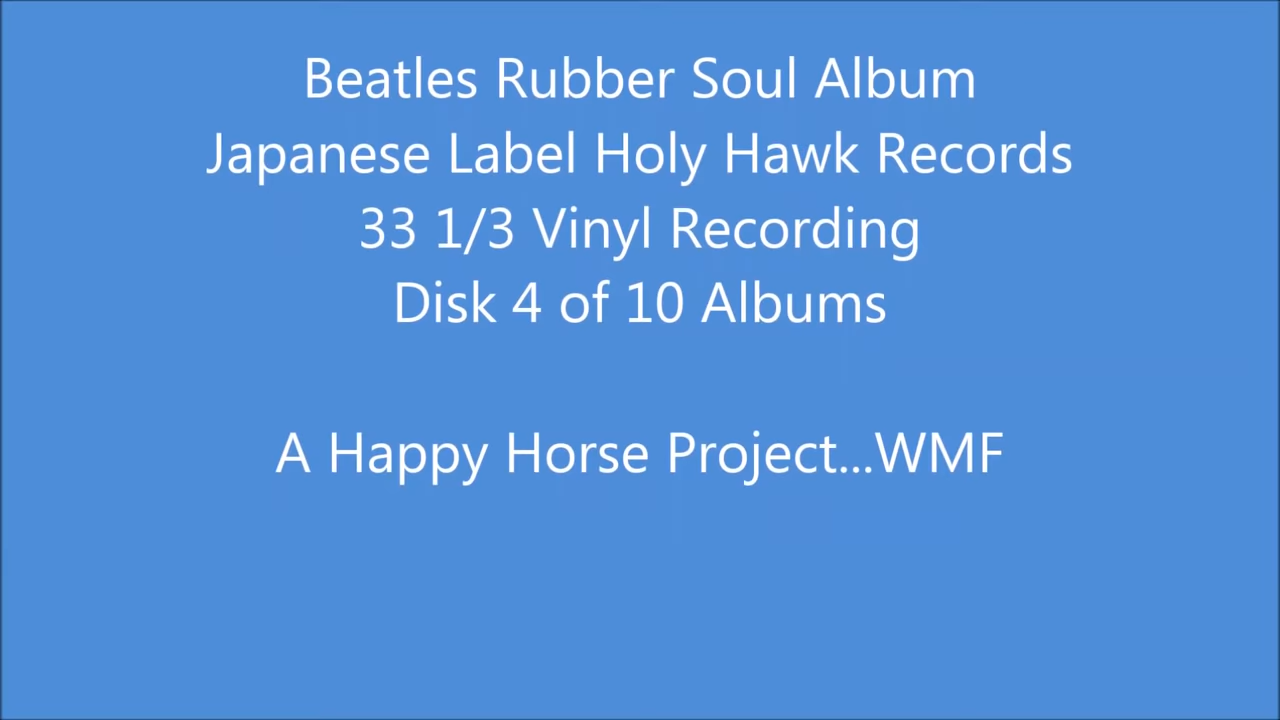 Beatles Rubber Soul Album
Japanese Label Holy Hawk Records
33 1/3 Vinyl Recording
Disk 4 of 10 Albums
A Happy Horse Project...WMF